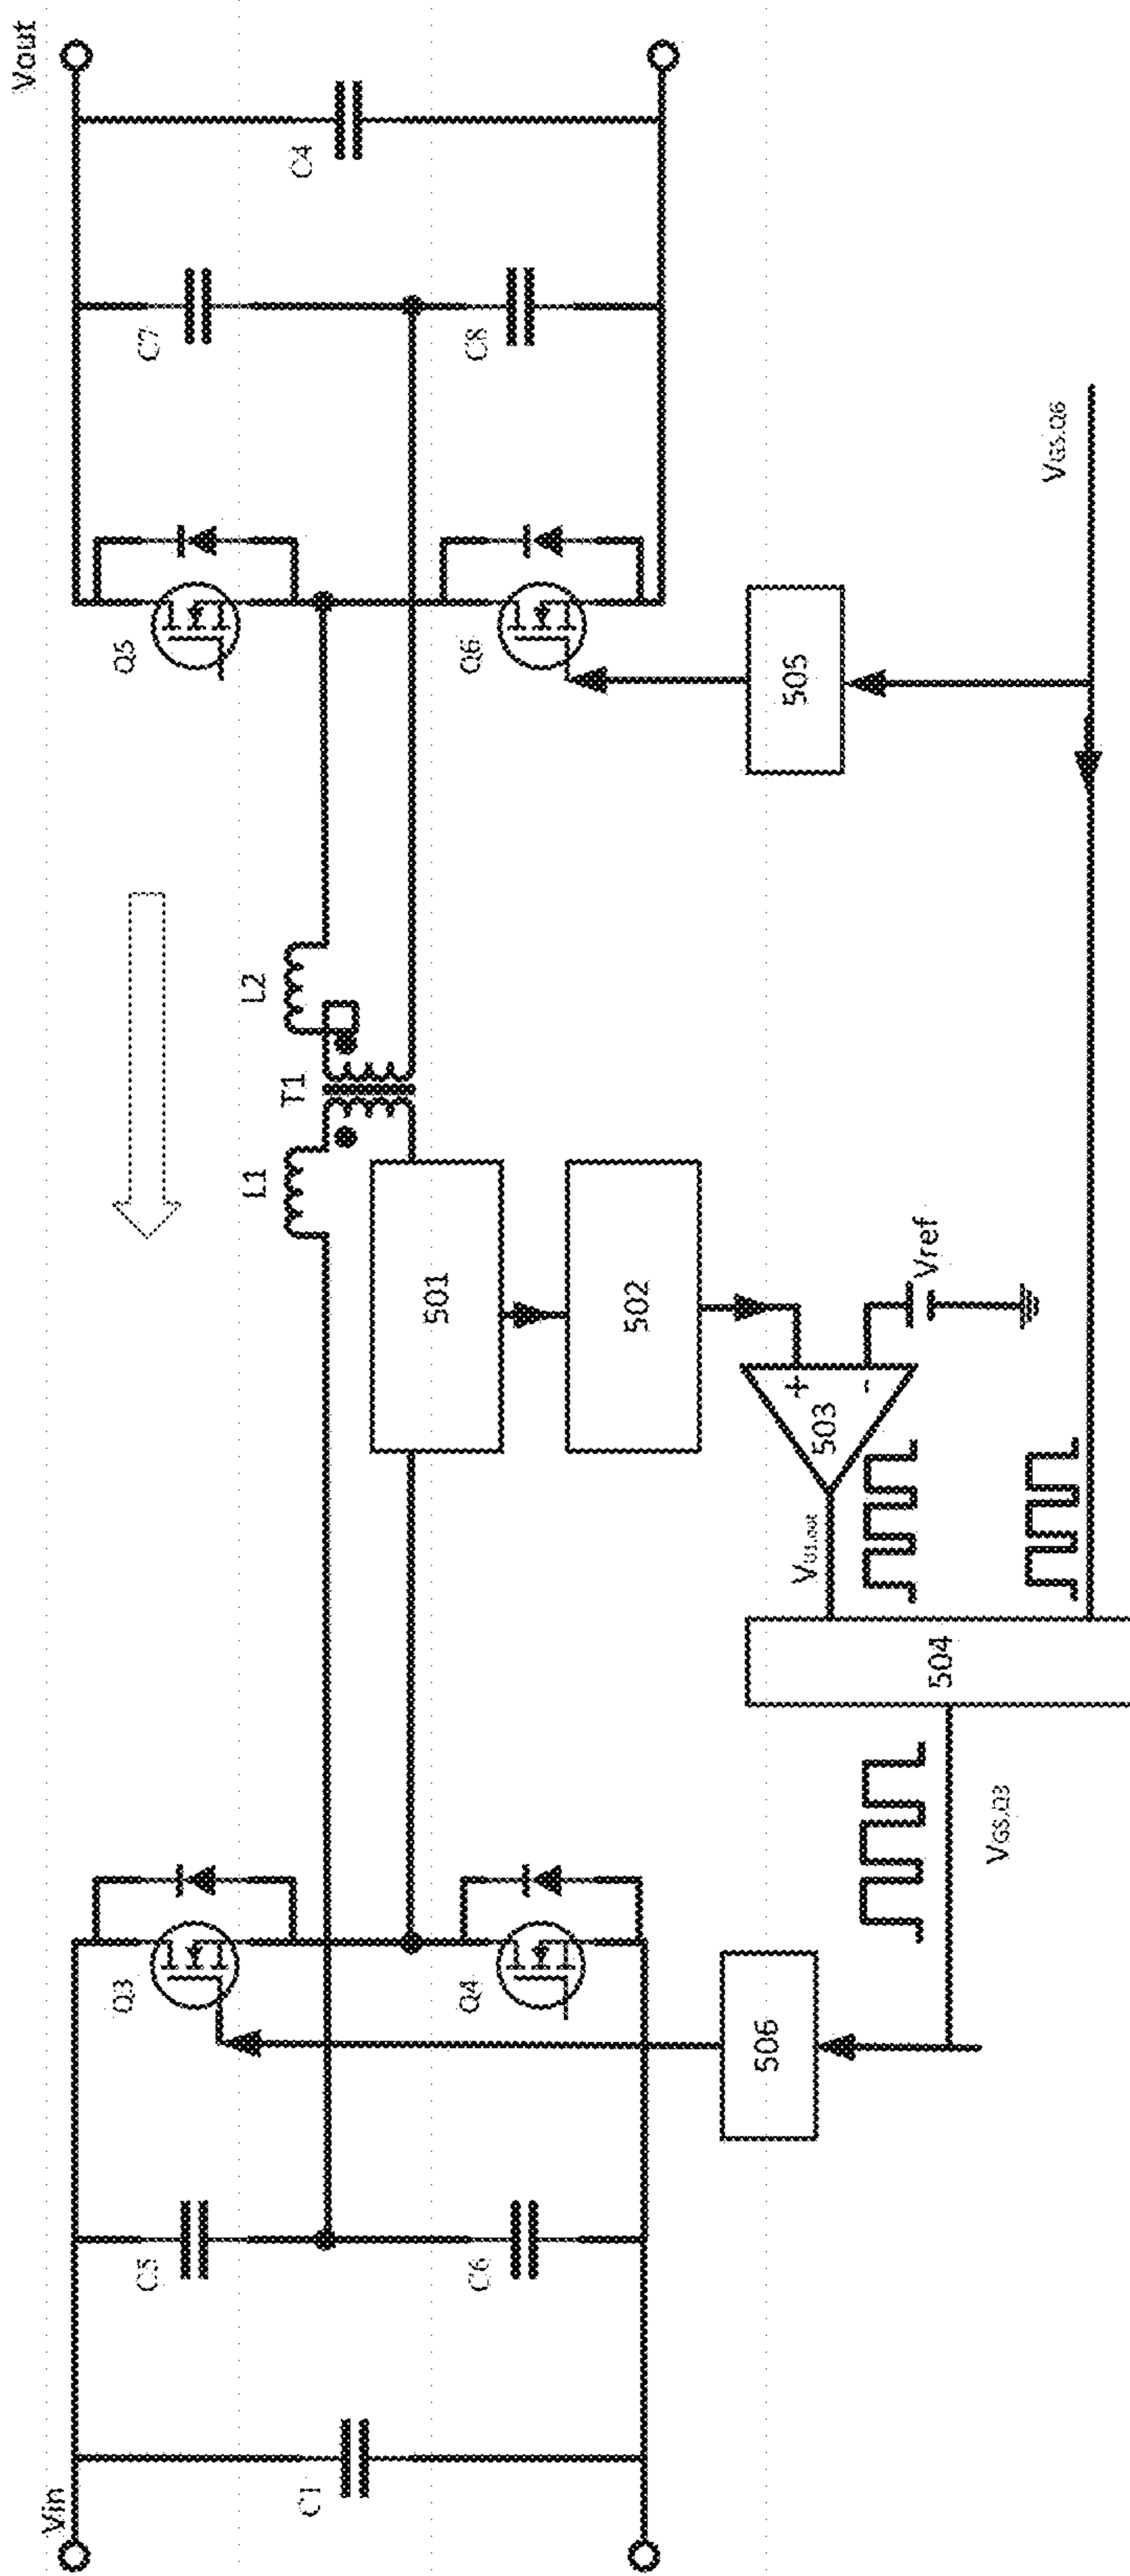 Vin
Vout
C1
C5
C6
Q3
Q4
L1
T1
L2
Q5
Q6
C7
C8
C4
501
502
503
+
-
Vref
VU1.out
504
505
506
VGS.Q3
VGS.Q6